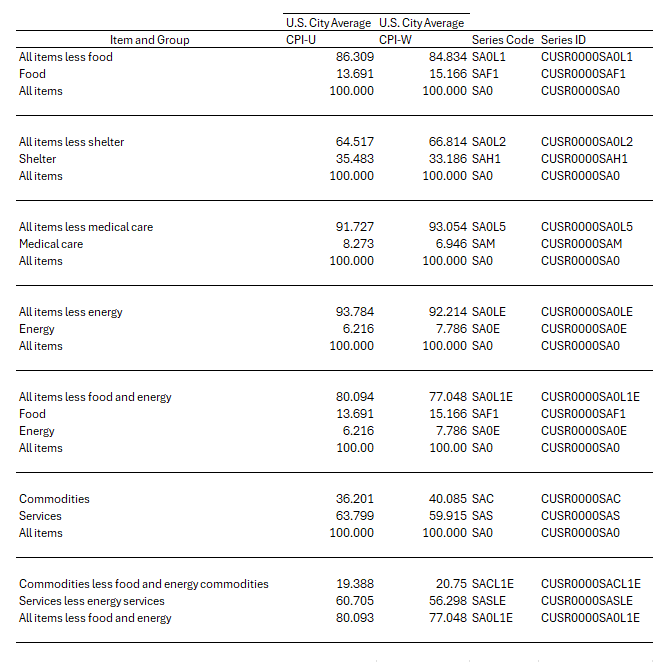 U.S. City Average U.S. City Average
Item and Group CPI-U CPI-W Series Code Series ID
All items less food 86.309 84.834 SA0L1 CUSR0000SA0L1
Food 13.691 15.166 SAF1 CUSR0000SAF1
All items 100.000 100.000 SA0 CUSR0000SA0
All items less shelter 64.517 66.814 SA0L2 CUSR0000SA0L2
Shelter 35.483 33.186 SAH1 CUSR0000SAH1
All items 100.000 100.000 SA0 CUSR0000SA0
All items less medical care 91.727 93.054 SA0L5 CUSR0000SA0L5
Medical care 8.273 6.946 SAM CUSR0000SAM
All items 100.000 100.000 SA0 CUSR0000SA0
All items less energy 93.784 92.214 SA0LE CUSR0000SA0LE
Energy 6.216 7.786 SA0E CUSR0000SA0E
All items 100.000 100.000 SA0 CUSR0000SA0
All items less food and energy 80.094 77.048 SA0L1E CUSR0000SA0L1E
Food 13.691 15.166 SAF1 CUSR0000SAF1
Energy 6.216 7.786 SA0E CUSR0000SA0E
All items 100.00 100.00 SA0 CUSR0000SA0
Commodities 36.201 40.085 SAC CUSR0000SAC
Services 63.799 59.915 SAS CUSR0000SAS
All items 100.000 100.000 SA0 CUSR0000SA0
Commodities less food and energy commodities 19.388 20.75 SACL1E CUSR0000SACL1E
Services less energy services 60.705 56.298 SASLE CUSR0000SASLE
All items less food and energy 80.093 77.048 SA0L1E CUSR0000SA0L1E